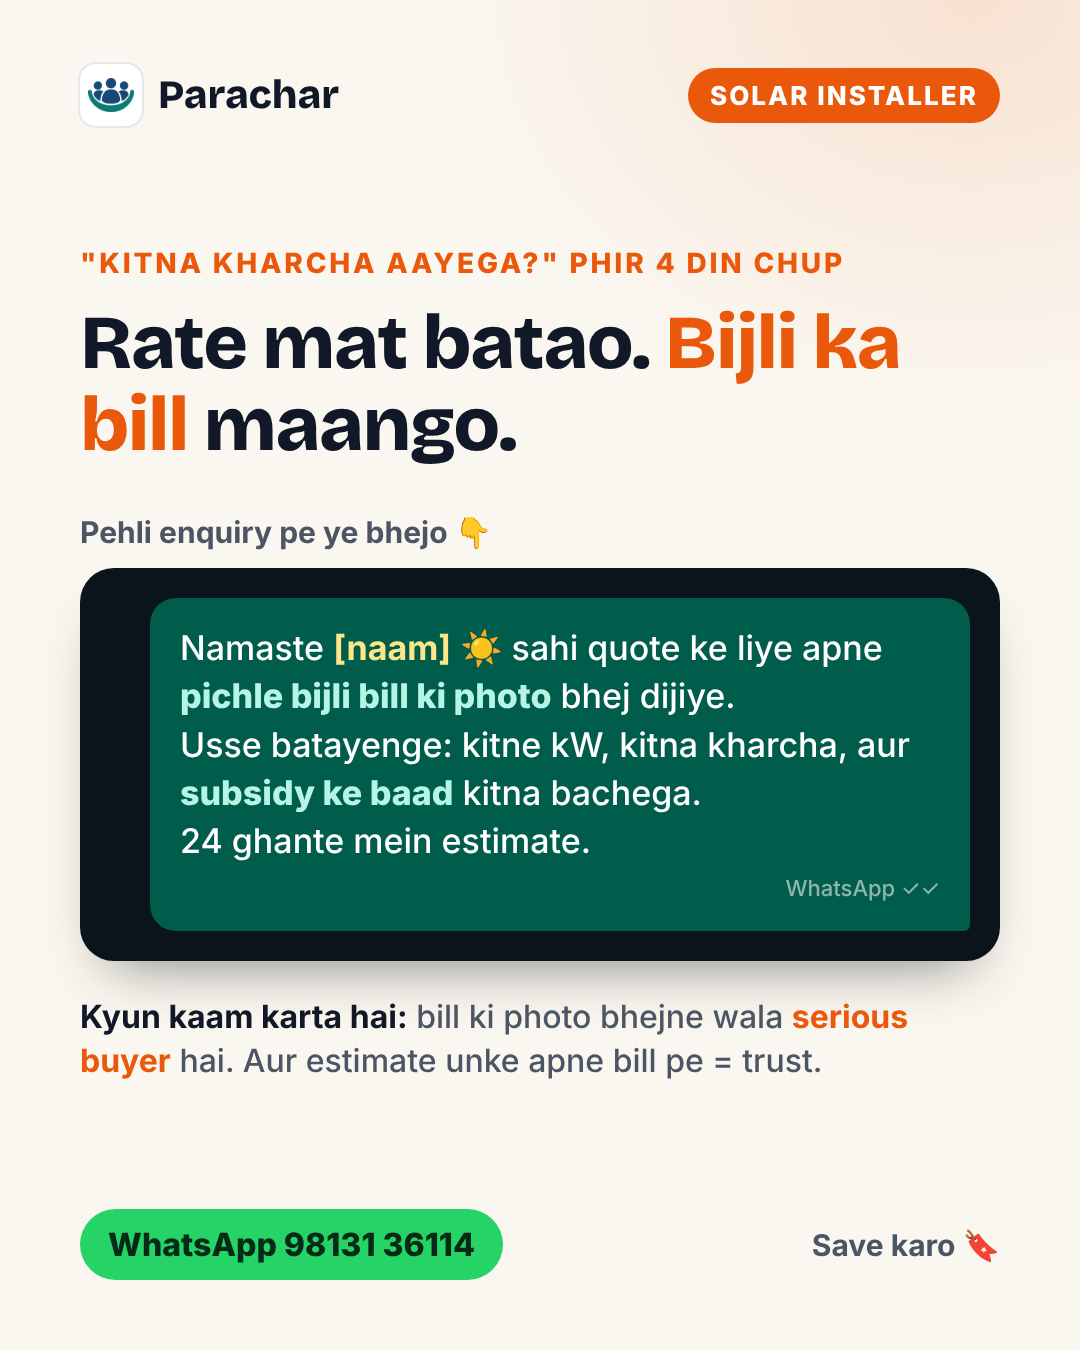 Parachar
SOLAR INSTALLER
"KITNA KHARCHA AAYEGA?" PHIR 4 DIN CHUP
Rate mat batao. Bijli ka
bill maango.
Pehli enquiry pe ye bhejo 👇
Namaste [naam] ☀️ sahi quote ke liye apne
pichle bijli bill ki photo bhej dijiye.
Usse batayenge: kitne kW, kitna kharcha, aur
subsidy ke baad kitna bachega.
24 ghante mein estimate.
WhatsApp ✓✓
Kyun kaam karta hai: bill ki photo bhejne wala serious
buyer hai. Aur estimate unke apne bill pe = trust.
WhatsApp 98131 36114
Save karo 🔖